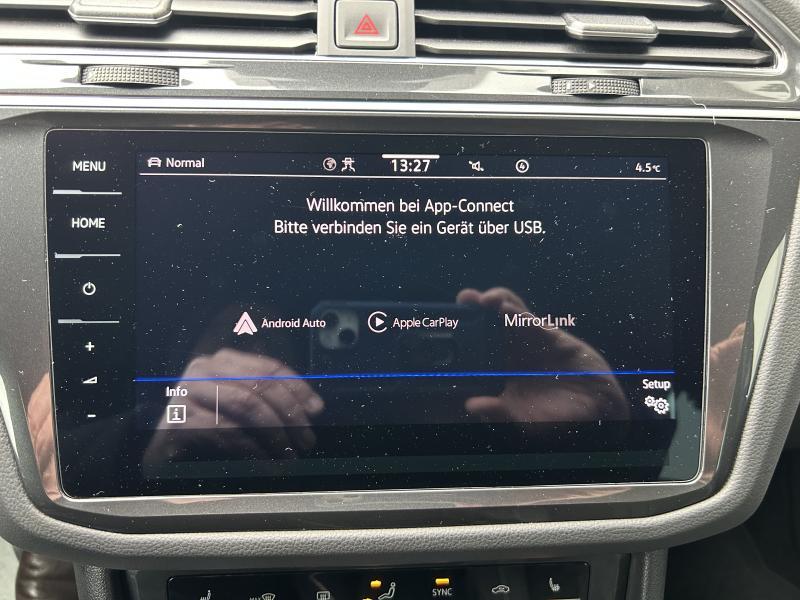 MENU
HOME
Normal
13:27
4
4.5°C
Willkommen bei App-Connect
Bitte verbinden Sie ein Gerät über USB.
Android Auto
Apple CarPlay
MirrorLink
Info
Setup
SYNC